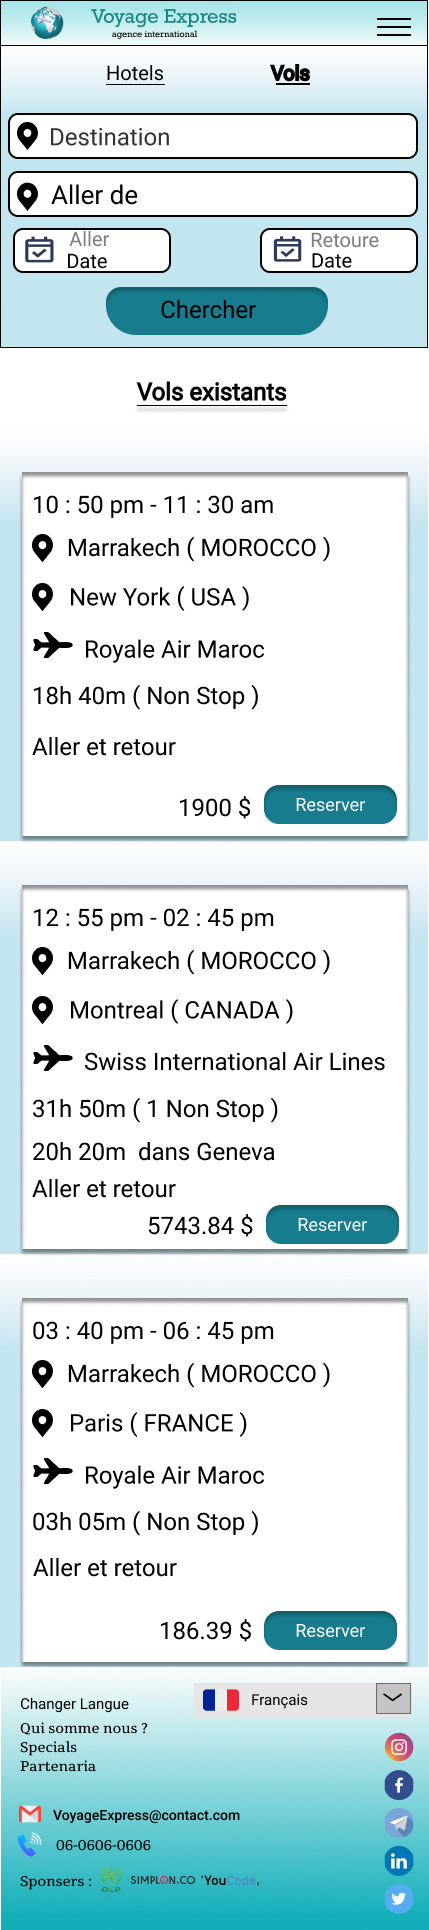 Voyage Express
agence international
Hotels Vols
Destination
Aller de
Aller Retoure
Date Date
Chercher
Vols existants
10 : 50 pm - 11 : 30 am
Marrakech ( MOROCCO )
New York ( USA )
Royale Air Maroc
18h 40m ( Non Stop )
Aller et retour
1900 $ Reserver
12 : 55 pm - 02 : 45 pm
Marrakech ( MOROCCO )
Montreal ( CANADA )
Swiss International Air Lines
31h 50m ( 1 Non Stop )
20h 20m dans Geneva
Aller et retour
5743.84 $ Reserver
03 : 40 pm - 06 : 45 pm
Marrakech ( MOROCCO )
Paris ( FRANCE )
Royale Air Maroc
03h 05m ( Non Stop )
Aller et retour
186.39 $ Reserver
Changer Langue Français
Qui somme nous ?
Specials
Partenaria
VoyageExpress@contact.com
06-0606-0606
Sponsers : OCP SIMPLON.CO 'YouCode,